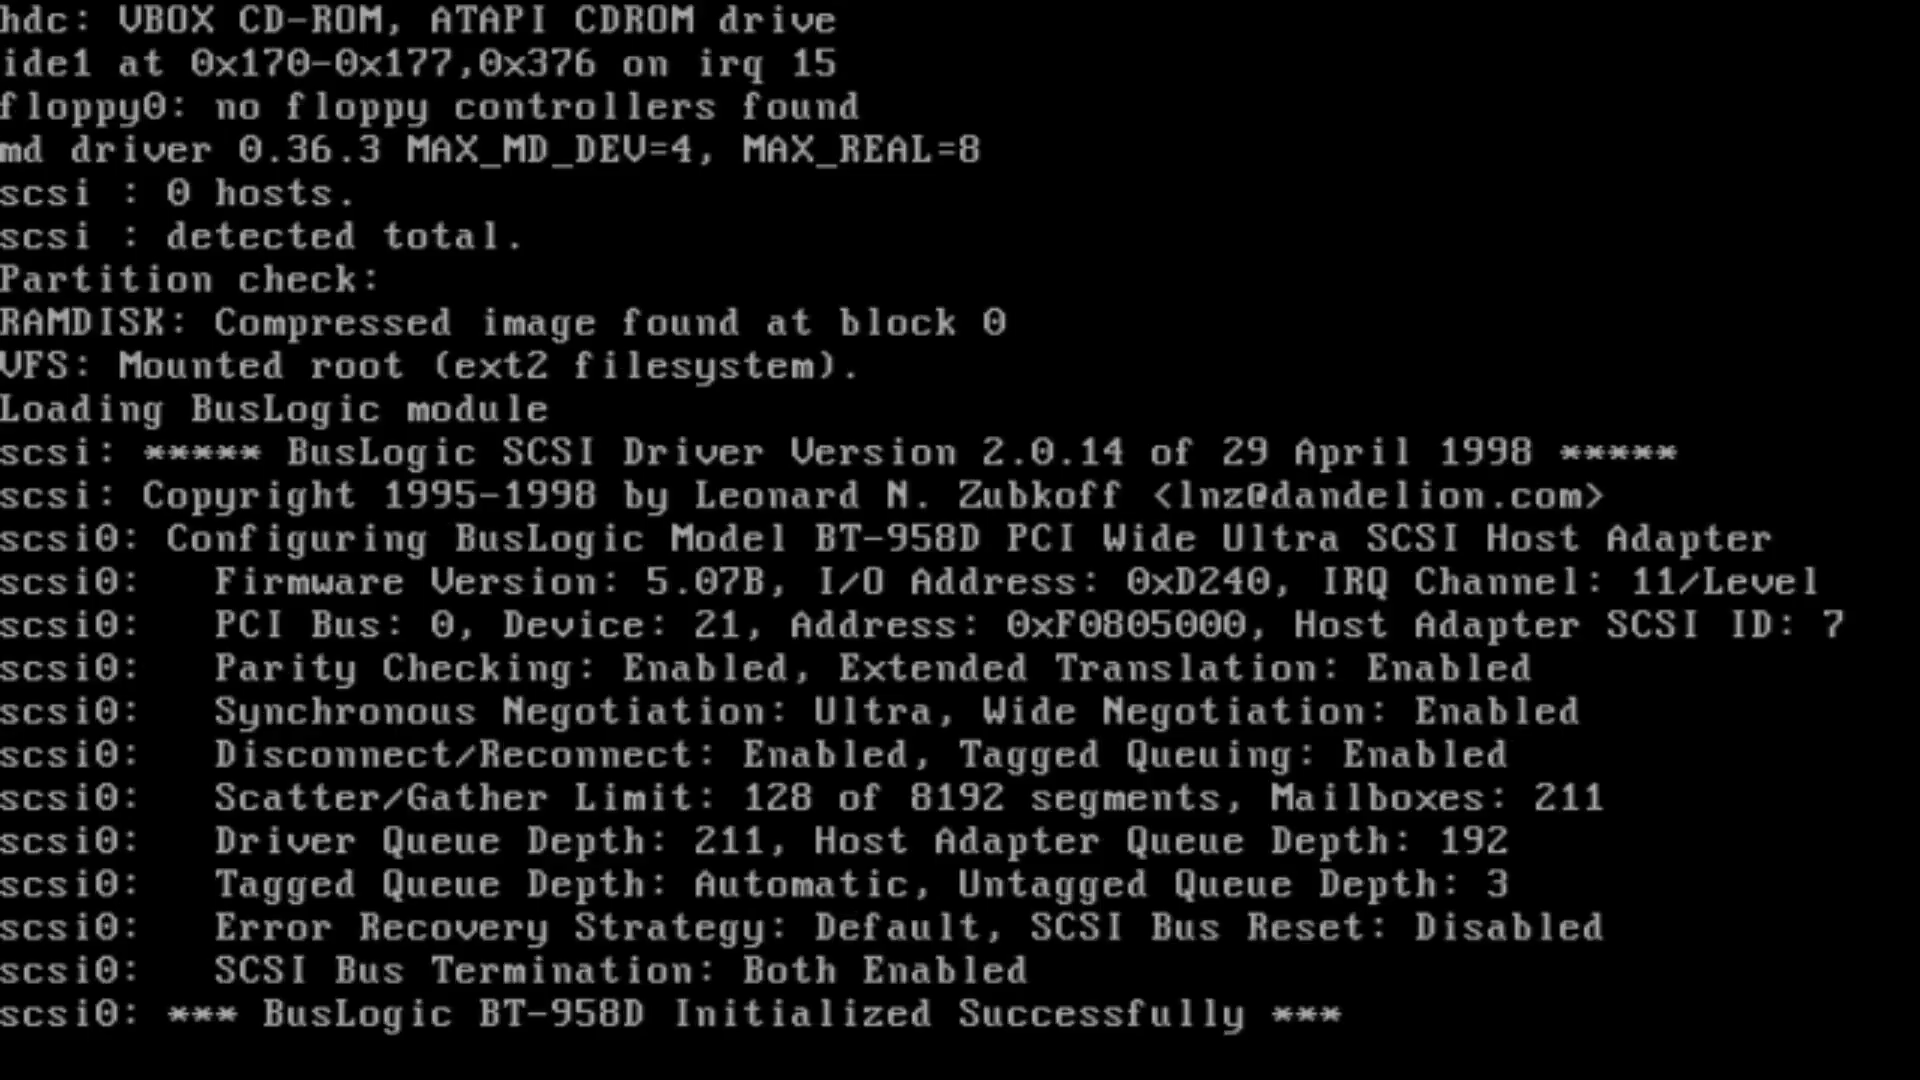 hdc: VBOX CD-ROM, ATAPI CDROM drive
ide1 at 0x170-0x177,0x376 on irq 15
floppy0: no floppy controllers found
md driver 0.36.3 MAX_MD_DEV=4, MAX_REAL=8
scsi : 0 hosts.
scsi : detected total.
Partition check:
RAMDISK: Compressed image found at block 0
VFS: Mounted root (ext2 filesystem).
Loading BusLogic module
scsi: ***** BusLogic SCSI Driver Version 2.0.14 of 29 April 1998 *****
scsi: Copyright 1995-1998 by Leonard N. Zubkoff <lnz@dandelion.com>
scsi0: Configuring BusLogic Model BT-958D PCI Wide Ultra SCSI Host Adapter
scsi0:   Firmware Version: 5.07B, I/O Address: 0xD240, IRQ Channel: 11/Level
scsi0:   PCI Bus: 0, Device: 21, Address: 0xF0805000, Host Adapter SCSI ID: 7
scsi0:   Parity Checking: Enabled, Extended Translation: Enabled
scsi0:   Synchronous Negotiation: Ultra, Wide Negotiation: Enabled
scsi0:   Disconnect/Reconnect: Enabled, Tagged Queuing: Enabled
scsi0:   Scatter/Gather Limit: 128 of 8192 segments, Mailboxes: 211
scsi0:   Driver Queue Depth: 211, Host Adapter Queue Depth: 192
scsi0:   Tagged Queue Depth: Automatic, Untagged Queue Depth: 3
scsi0:   Error Recovery Strategy: Default, SCSI Bus Reset: Disabled
scsi0:   SCSI Bus Termination: Both Enabled
scsi0: *** BusLogic BT-958D Initialized Successfully ***